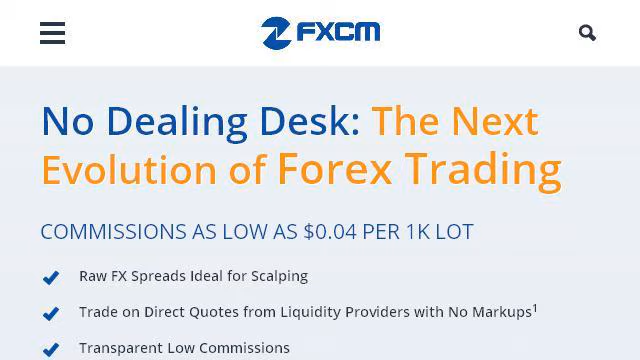 FXCM
No Dealing Desk: The Next
Evolution of Forex Trading
COMMISSIONS AS LOW AS $0.04 PER 1K LOT
Raw FX Spreads Ideal for Scalping
Trade on Direct Quotes from Liquidity Providers with No Markups¹
Transparent Low Commissions